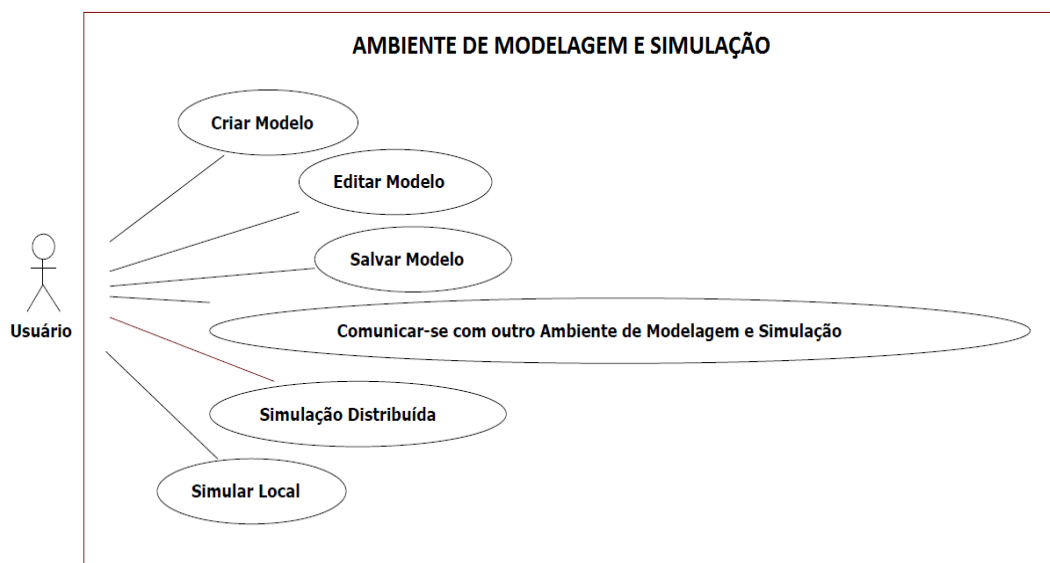 AMBIENTE DE MODELAGEM E SIMULAÇÃO
Criar Modelo
Editar Modelo
Salvar Modelo
Usuário
Comunicar-se com outro Ambiente de Modelagem e Simulação
Simulação Distribuída
Simular Local